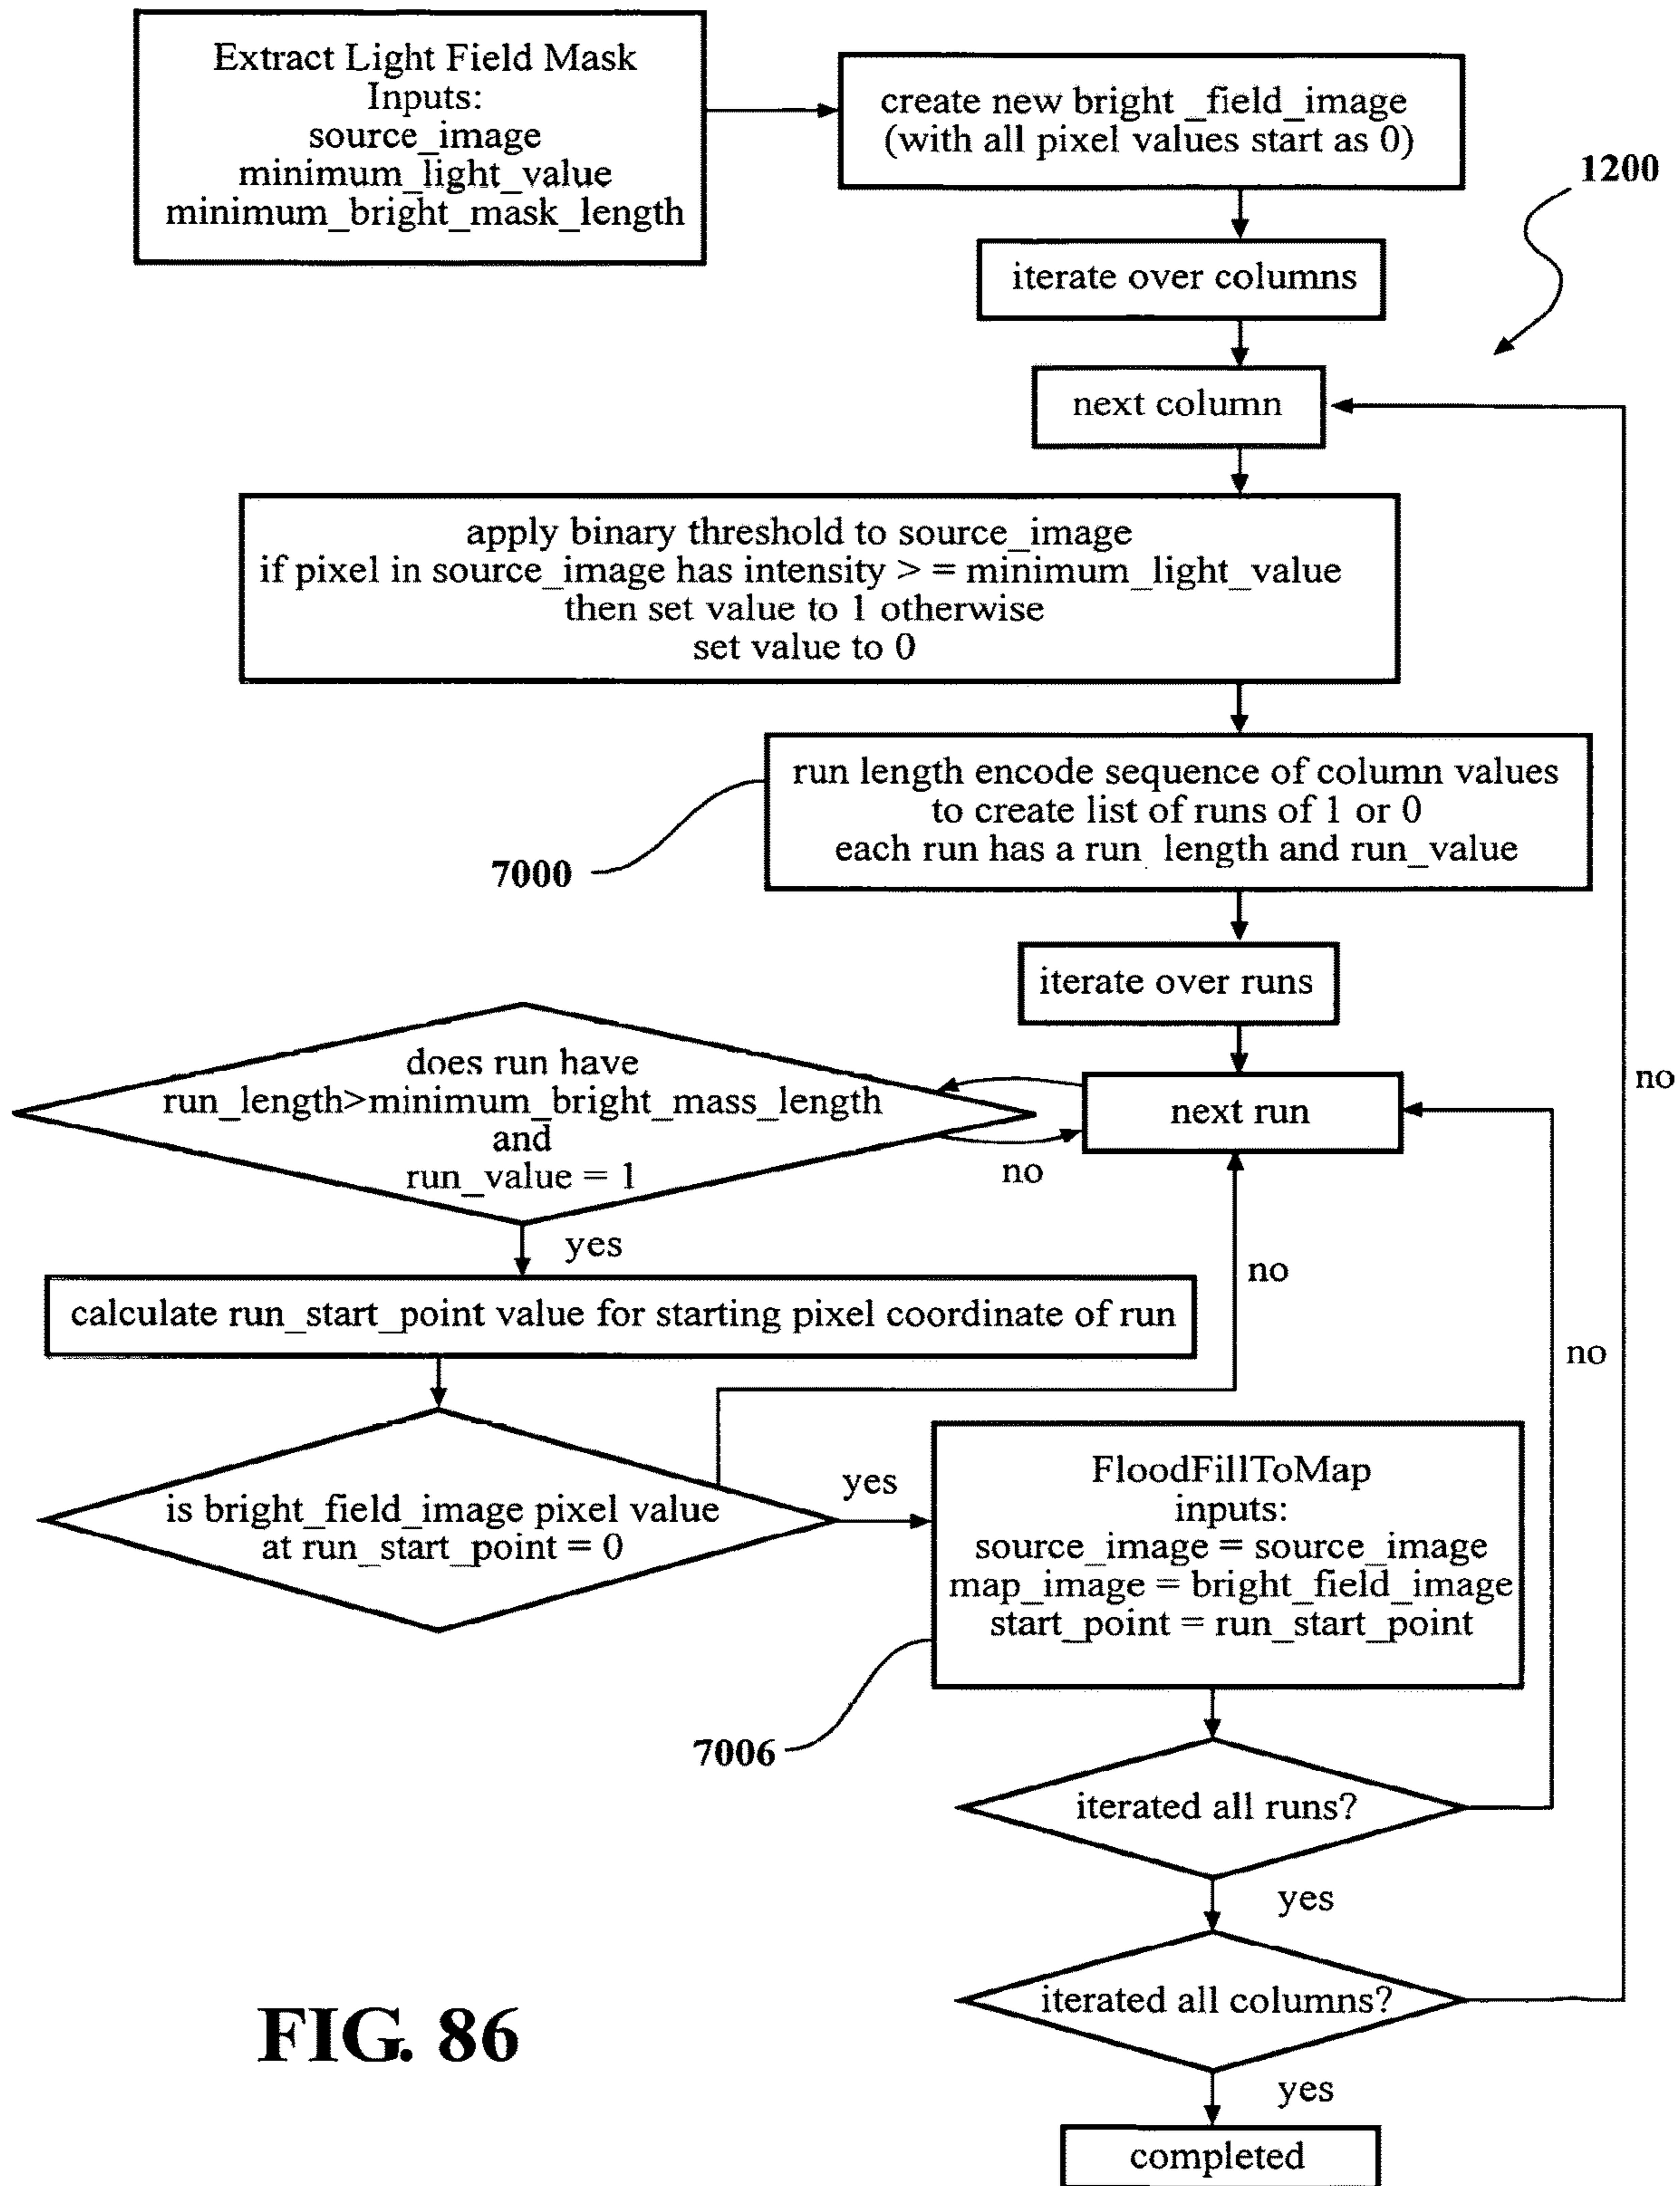 Extract Light Field Mask
Inputs:
source_image
minimum_light_value
minimum_bright_mask_length
create new bright _field_image
(with all pixel values start as 0)
1200
iterate over columns
next column
apply binary threshold to source_image
if pixel in source_image has intensity > = minimum_light_value
then set value to 1 otherwise
set value to 0
run length encode sequence of column values
to create list of runs of 1 or 0
each run has a run length and run_value
7000
iterate over runs
no
does run have
run_length>minimum_bright_mass_length
and
run_value = 1
next run
no
yes
no
calculate run_start_point value for starting pixel coordinate of run
no
is bright_field_image pixel value
at run_start_point = 0
yes
FloodFillToMap
inputs:
source_image = source_image
map_image = bright_field_image
start_point = run_start_point
7006
iterated all runs?
yes
iterated all columns?
yes
completed
FIG. 86